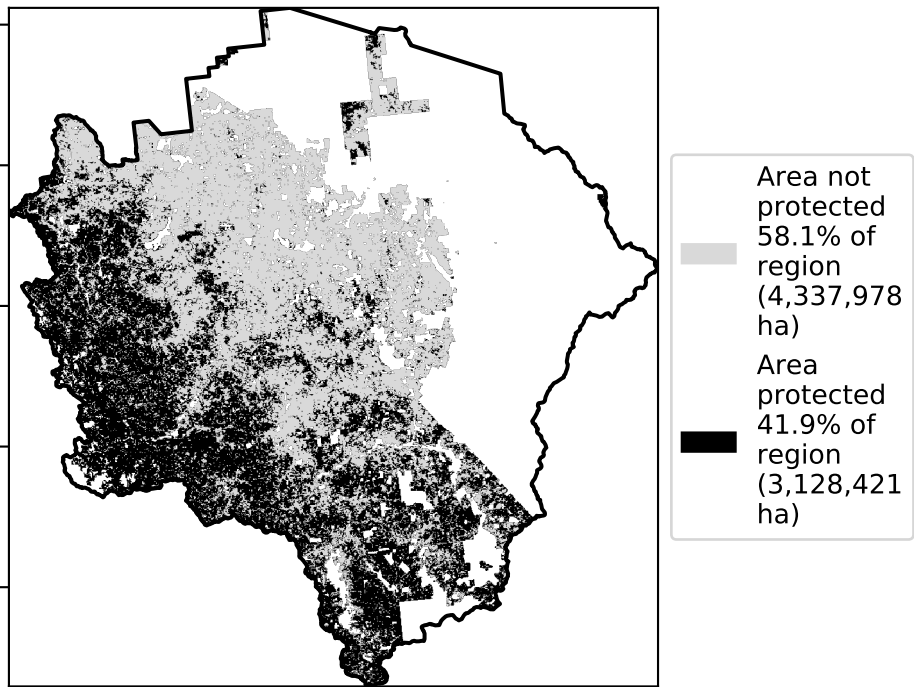 Area not
protected
58.1% of
region
(4,337,978
ha)
Area
protected
41.9% of
region
(3,128,421
ha)